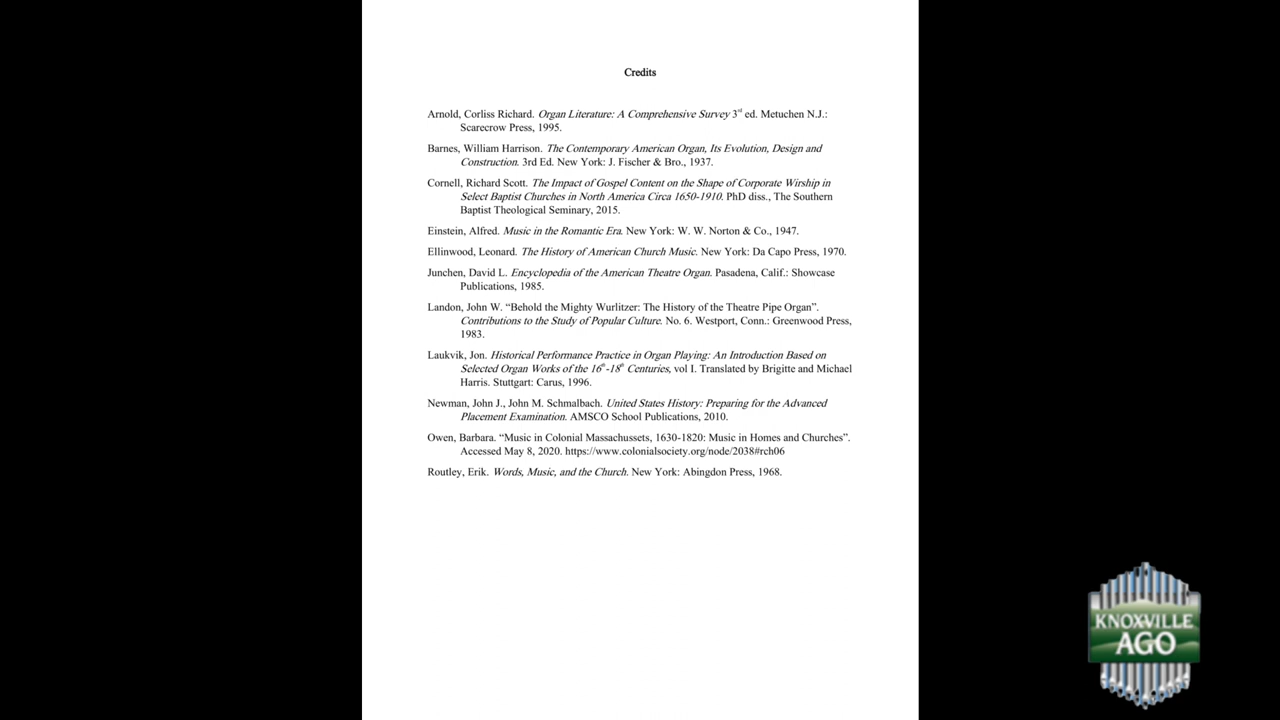 Credits
Arnold, Corliss Richard. Organ Literature: A Comprehensive Survey 3rd ed. Metuchen N.J.:
Scarecrow Press, 1995.
Barnes, William Harrison. The Contemporary American Organ, Its Evolution, Design and
Construction. 3rd Ed. New York: J. Fischer & Bro., 1937.
Cornell, Richard Scott. The Impact of Gospel Content on the Shape of Corporate Wirship in
Select Baptist Churches in North America Circa 1650-1910. PhD diss., The Southern
Baptist Theological Seminary, 2015.
Einstein, Alfred. Music in the Romantic Era. New York: W. W. Norton & Co., 1947.
Ellinwood, Leonard. The History of American Church Music. New York: Da Capo Press, 1970.
Junchen, David L. Encyclopedia of the American Theatre Organ. Pasadena, Calif.: Showcase
Publications, 1985.
Landon, John W. “Behold the Mighty Wurlitzer: The History of the Theatre Pipe Organ”.
Contributions to the Study of Popular Culture. No. 6. Westport, Conn.: Greenwood Press,
1983.
Laukvik, Jon. Historical Performance Practice in Organ Playing: An Introduction Based on
Selected Organ Works of the 16th-18th Centuries, vol I. Translated by Brigitte and Michael
Harris. Stuttgart: Carus, 1996.
Newman, John J., John M. Schmalbach. United States History: Preparing for the Advanced
Placement Examination. AMSCO School Publications, 2010.
Owen, Barbara. “Music in Colonial Massachussets, 1630-1820: Music in Homes and Churches”.
Accessed May 8, 2020. https://www.colonialsociety.org/node/2038#rch06
Routley, Erik. Words, Music, and the Church. New York: Abingdon Press, 1968.
KNOXVILLE
AGO